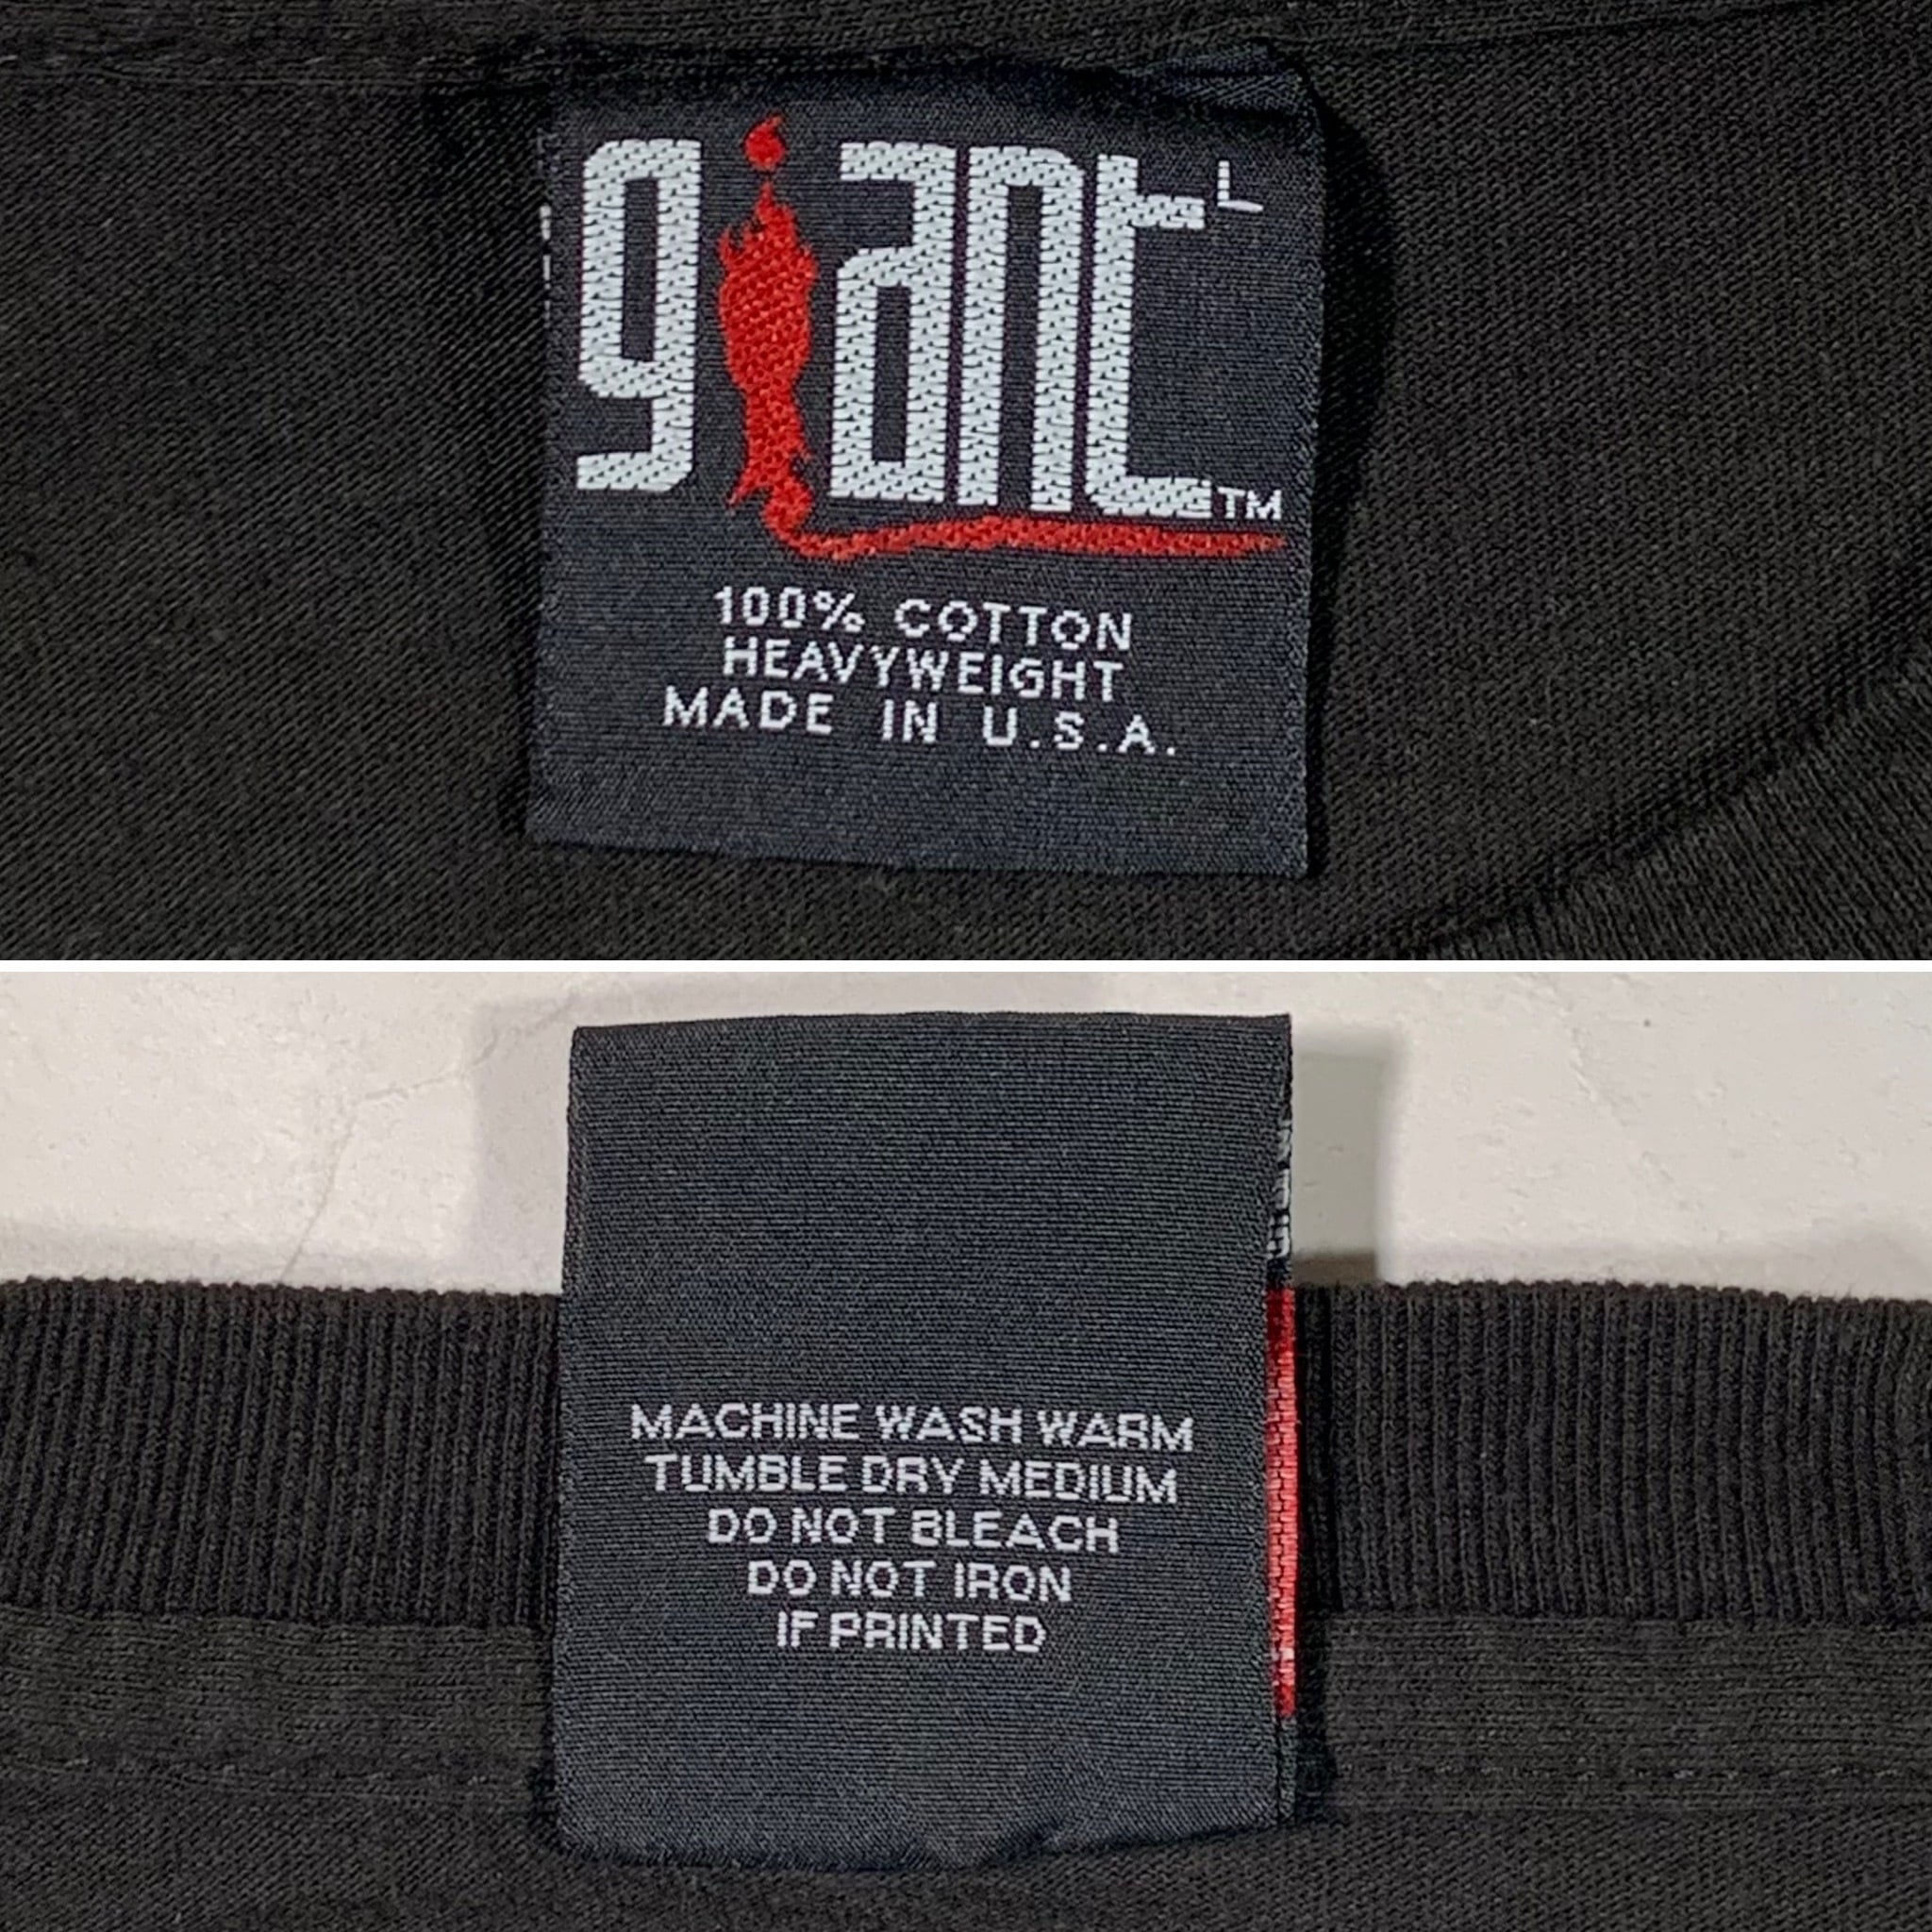 giant L
TM
100% COTTON
HEAVYWEIGHT
MADE IN U.S.A.
MACHINE WASH WARM
TUMBLE DRY MEDIUM
DO NOT BLEACH
DO NOT IRON
IF PRINTED